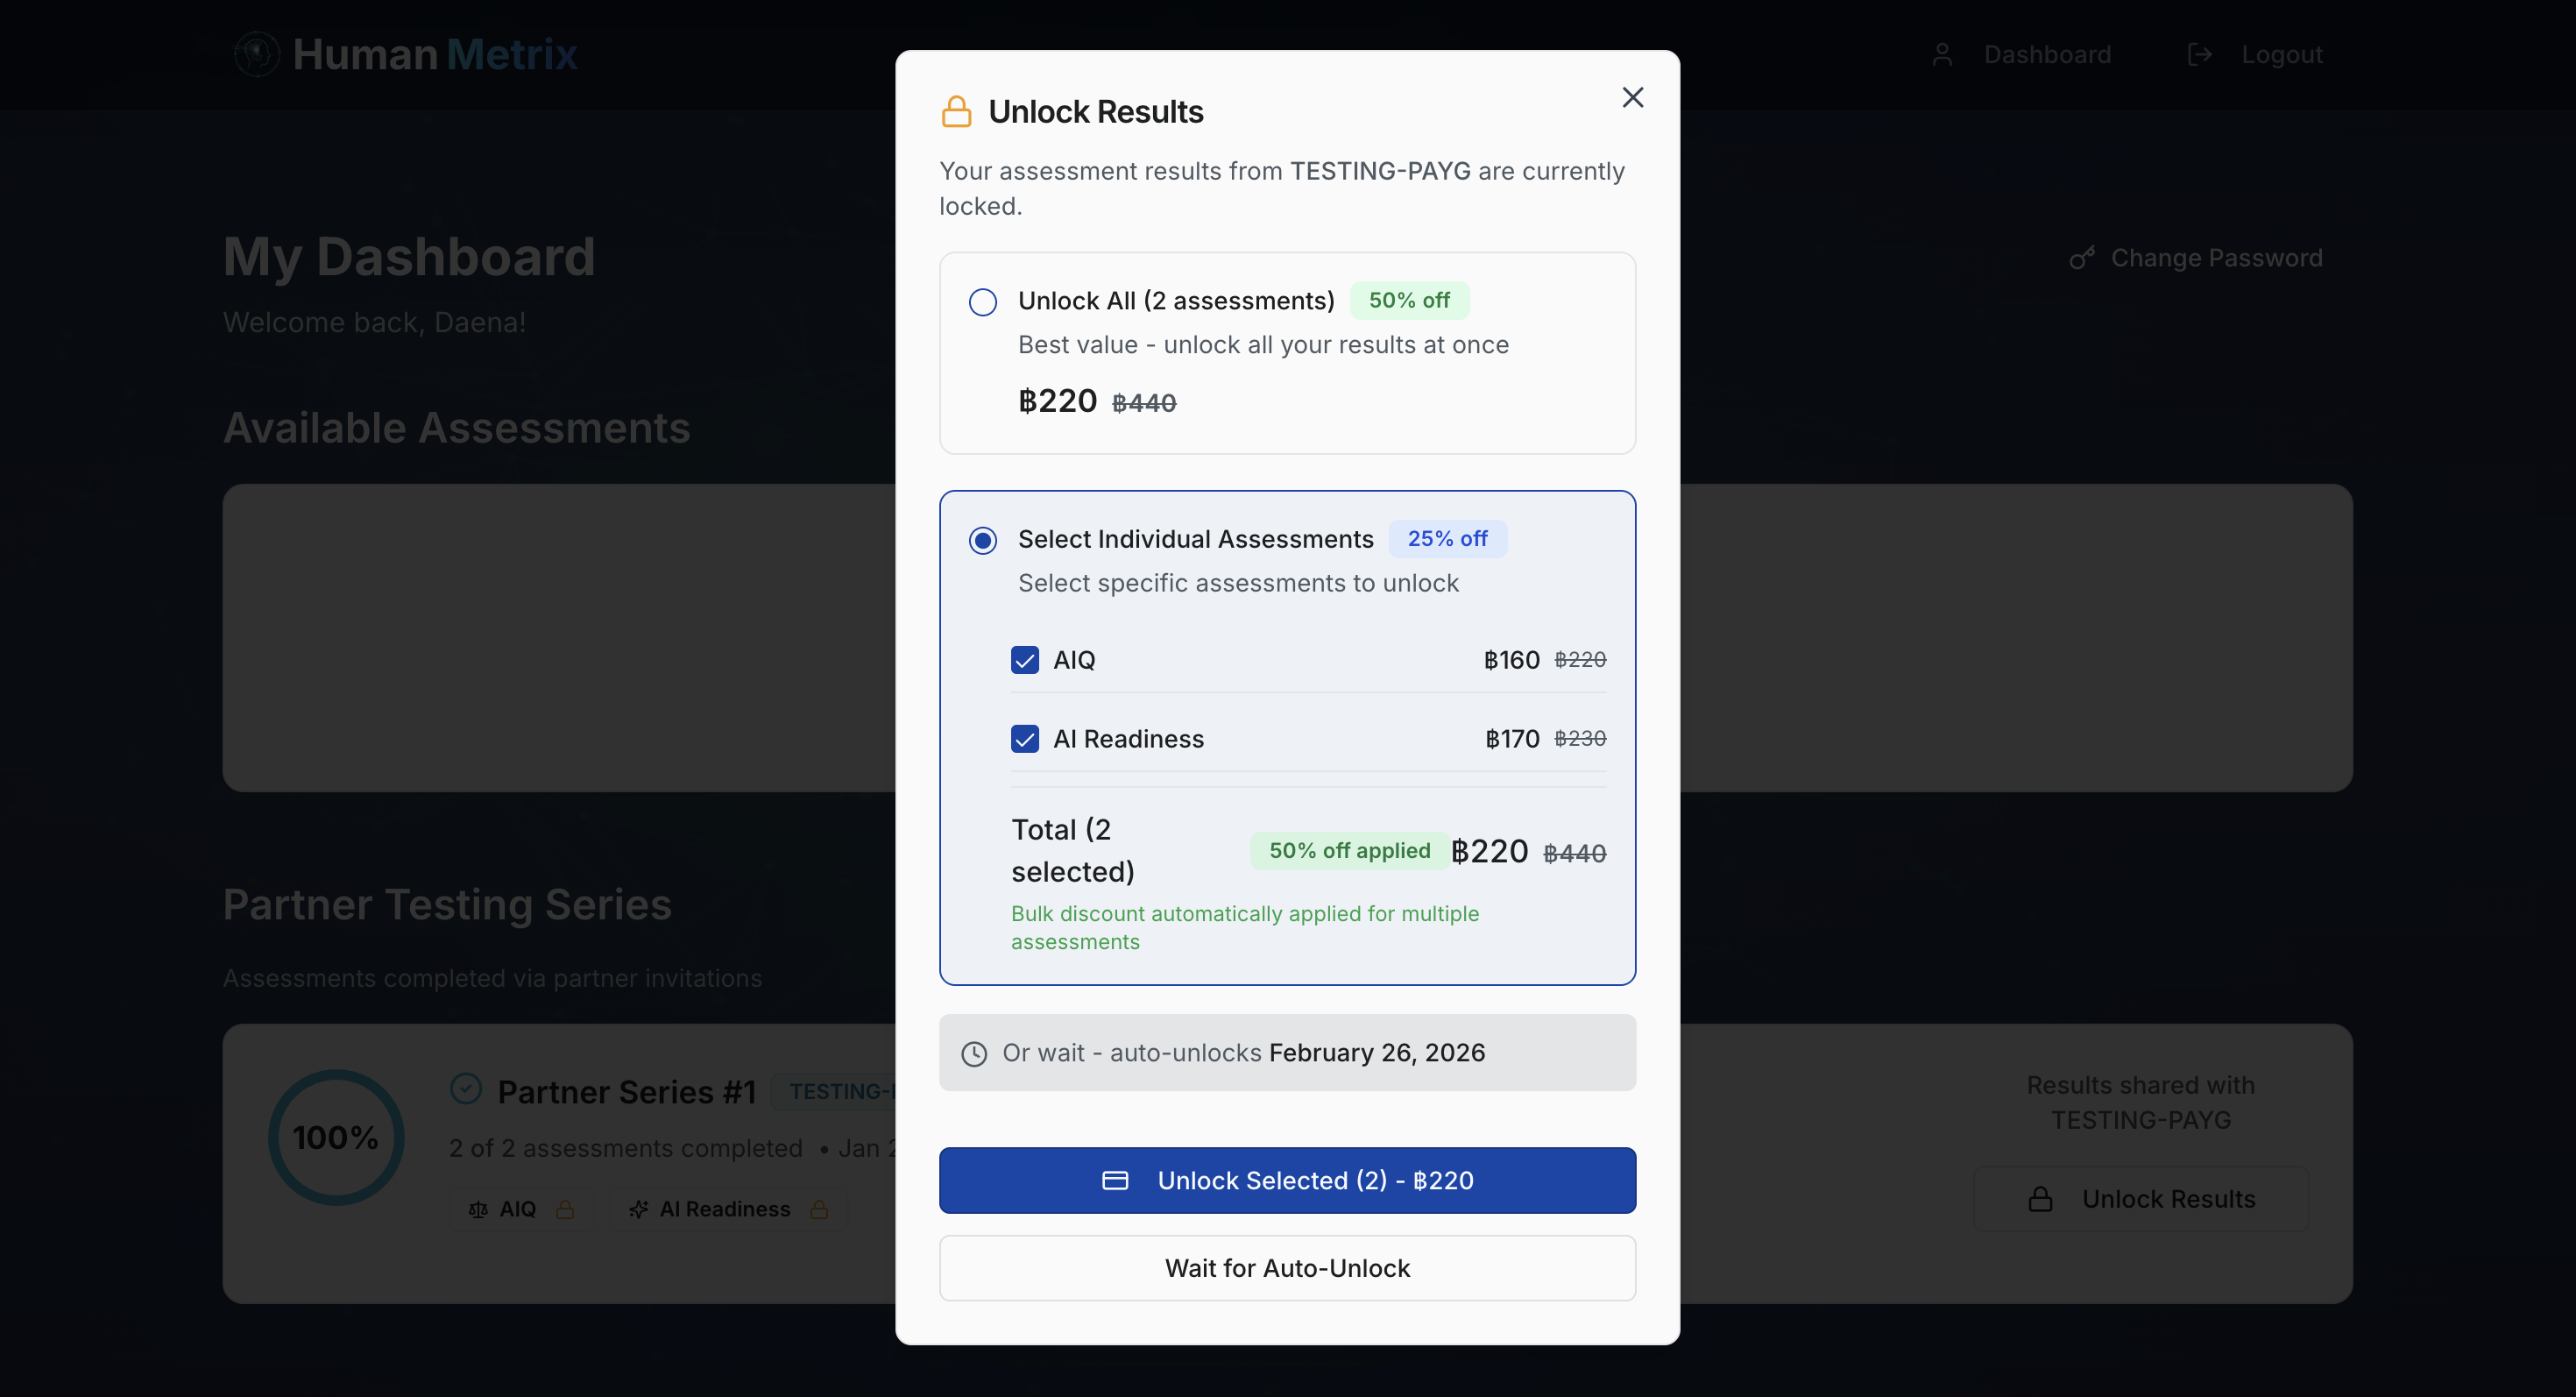 Human Metrix
Dashboard
Logout
My Dashboard
Welcome back, Daena!
Change Password
Available Assessments
Partner Testing Series
Assessments completed via partner invitations
100%
Partner Series #1
2 of 2 assessments completed • Jan
AIQ
AI Readiness
Results shared with
TESTING-PAYG
Unlock Results
Unlock Results
Your assessment results from TESTING-PAYG are currently
locked.
Unlock All (2 assessments) 50% off
Best value - unlock all your results at once
฿220 ฿440
Select Individual Assessments 25% off
Select specific assessments to unlock
AIQ ฿160 ฿220
AI Readiness ฿170 ฿230
Total (2
selected)
50% off applied ฿220 ฿440
Bulk discount automatically applied for multiple
assessments
Or wait - auto-unlocks February 26, 2026
Unlock Selected (2) - ฿220
Wait for Auto-Unlock